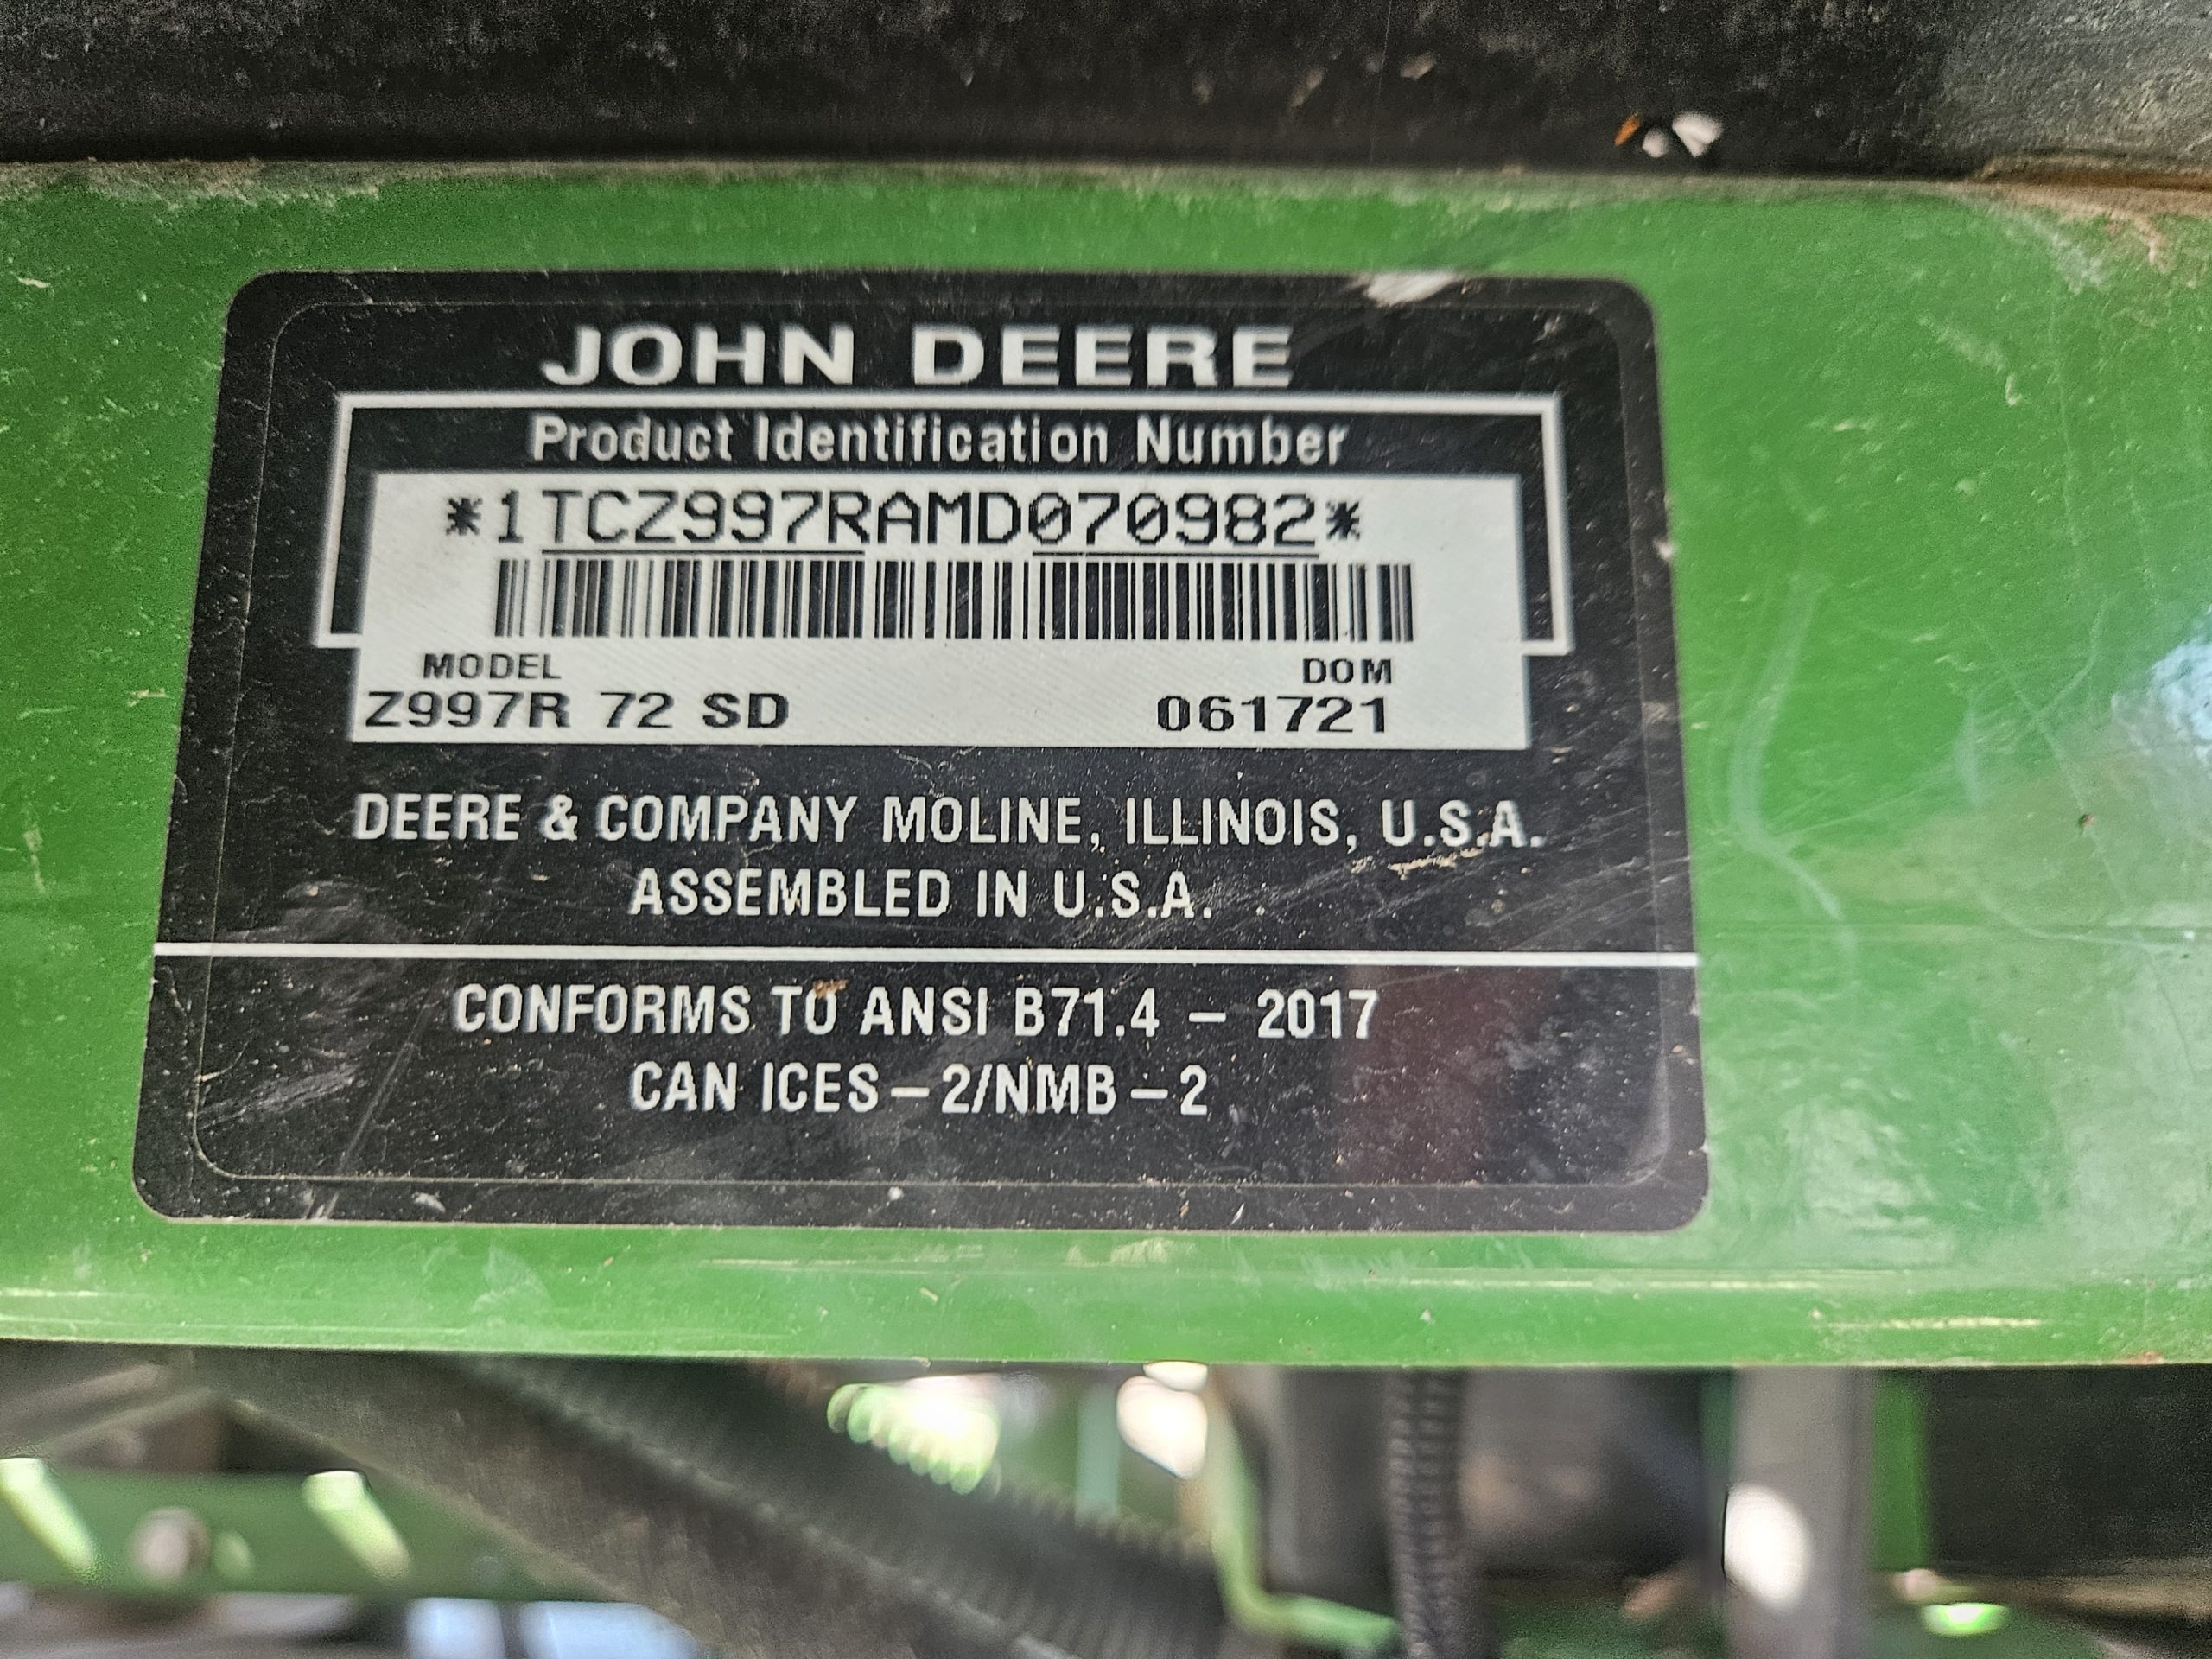 JOHN DEERE
Product Identification Number
*1TCZ997RAMD070982*
MODEL DOM
Z997R 72 SD 061721
DEERE & COMPANY MOLINE, ILLINOIS, U.S.A.
ASSEMBLED IN U.S.A.
CONFORMS TO ANSI B71.4 – 2017
CAN ICES – 2/NMB – 2